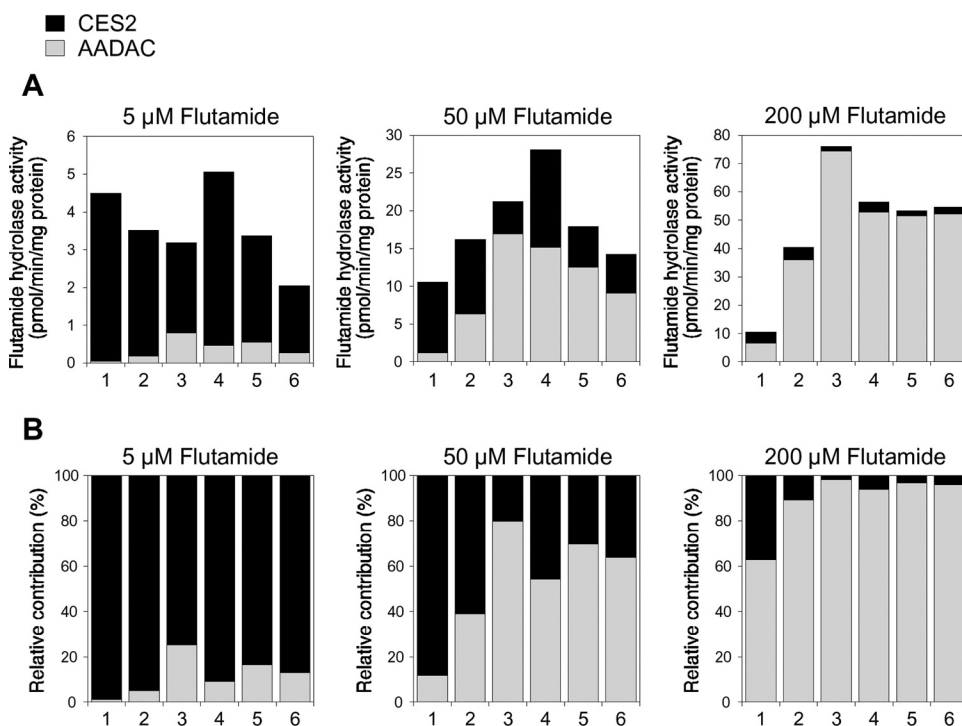 CES2
AADAC
A
5 µM Flutamide
50 µM Flutamide
200 µM Flutamide
Flutamide hydrolase activity
(pmol/min/mg protein)
6
5
4
3
2
1
0
1 2 3 4 5 6
Flutamide hydrolase activity
(pmol/min/mg protein)
30
25
20
15
10
5
0
1 2 3 4 5 6
Flutamide hydrolase activity
(pmol/min/mg protein)
80
70
60
50
40
30
20
10
0
1 2 3 4 5 6
B
5 µM Flutamide
50 µM Flutamide
200 µM Flutamide
Relative contribution (%)
100
80
60
40
20
0
1 2 3 4 5 6
Relative contribution (%)
100
80
60
40
20
0
1 2 3 4 5 6
Relative contribution (%)
100
80
60
40
20
0
1 2 3 4 5 6